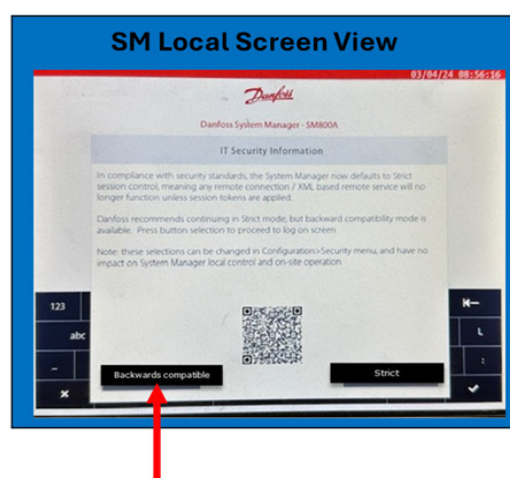 SM Local Screen View
03/04/24 08:56:16
Danfoss
Danfoss System Manager - SM800A
IT Security Information
In compliance with security standards, the System Manager now defaults to Strict
session control, meaning any remote connection / XML based remote service will no
longer function unless session tokens are applied.
Danfoss recommends continuing in Strict mode, but backward compatibility mode is
available. Press button selection to proceed to log on screen
Note: these selections can be changed in Configuration>Security menu, and have no
impact on System Manager local control and on-site operation
123
abc
L
-
:
Backwards compatible
Strict